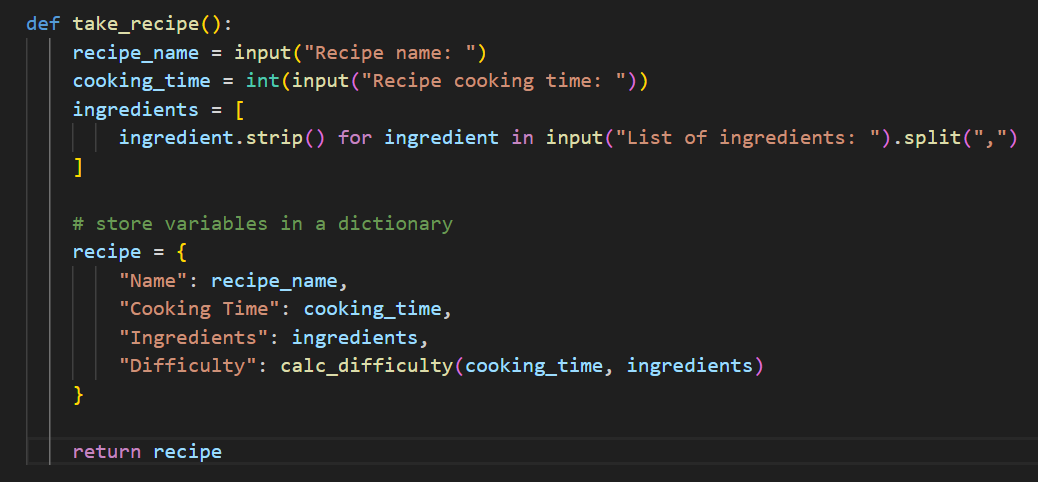 def take_recipe():
    recipe_name = input("Recipe name: ")
    cooking_time = int(input("Recipe cooking time: "))
    ingredients = [
        ingredient.strip() for ingredient in input("List of ingredients: ").split(",")
    ]

    # store variables in a dictionary
    recipe = {
        "Name": recipe_name,
        "Cooking Time": cooking_time,
        "Ingredients": ingredients,
        "Difficulty": calc_difficulty(cooking_time, ingredients)
    }

    return recipe